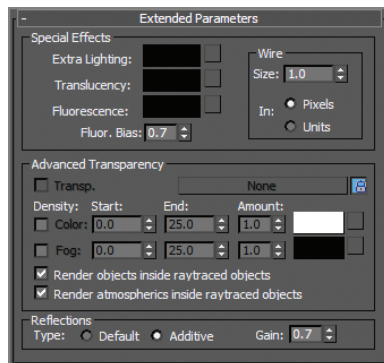 - Extended Parameters
Special Effects
Extra Lighting:
Translucency:
Fluorescence:
Fluor. Bias: 0.7
Wire
Size: 1.0
In: Pixels
Units
Advanced Transparency
Transp. None
Density: Start: End: Amount:
Color: 0.0 25.0 1.0
Fog: 0.0 25.0 1.0
Render objects inside raytraced objects
Render atmospherics inside raytraced objects
Reflections
Type: Default Additive Gain: 0.7